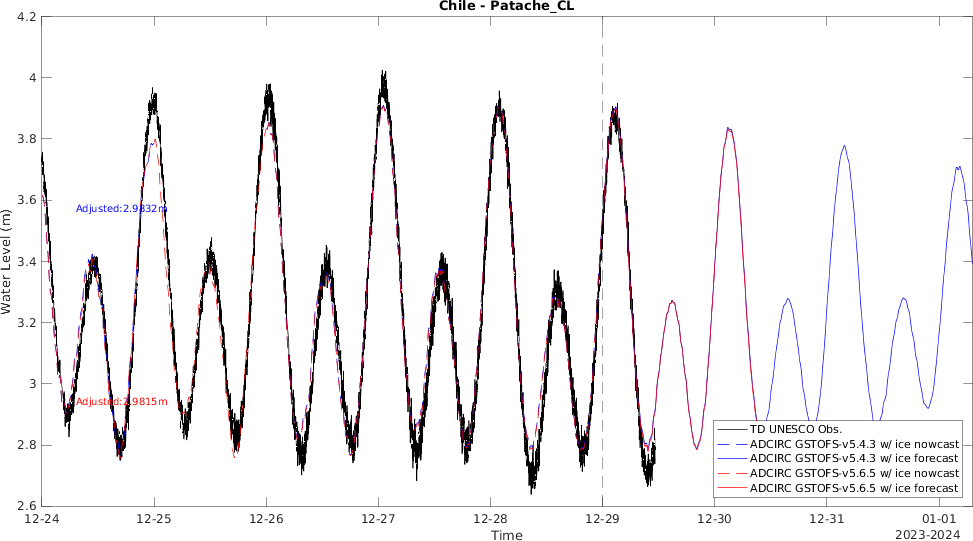 Chile - Patache_CL
Water Level (m)
4.2
4
3.8
3.6
3.4
3.2
3
2.8
2.6
Adjusted:2.9832m
Adjusted:2.9815m
TD UNESCO Obs.
ADCIRC GSTOFS-v5.4.3 w/ ice nowcast
ADCIRC GSTOFS-v5.4.3 w/ ice forecast
ADCIRC GSTOFS-v5.6.5 w/ ice nowcast
ADCIRC GSTOFS-v5.6.5 w/ ice forecast
12-24 12-25 12-26 12-27 12-28 12-29 12-30 12-31 01-01
Time
2023-2024